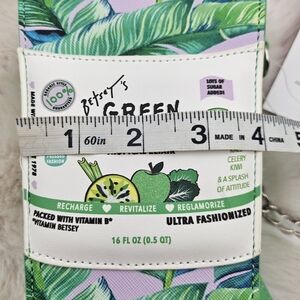 100%
LOTS OF
SUGAR
ADDED!
Betsey's
GREEN
1 60in 2 3 MADE IN 4 CHINA
1978
CELERY
KIWI
& A SPLASH
OF ATTITUDE
RECHARGE REVITALIZE REGLAMORIZE
PACKED WITH VITAMIN B*
*VITAMIN BETSEY
ULTRA FASHIONIZED
16 FL OZ (0.5 QT)